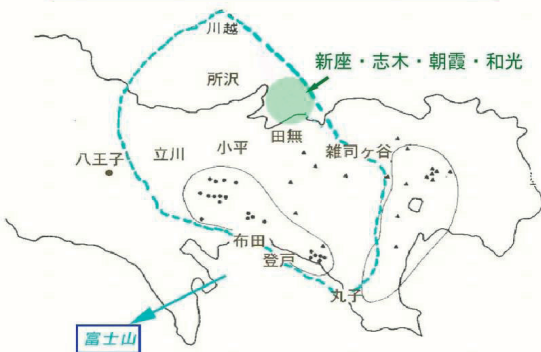 川越
新座・志木・朝霞・和光
所沢
田無
小平
雑司ヶ谷
立川
八王子
布田
登戸
丸子
富士山